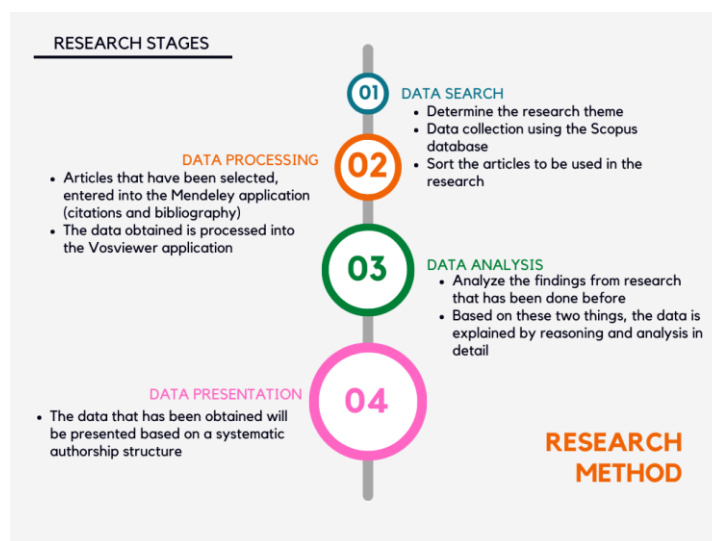 RESEARCH STAGES
01
DATA SEARCH
• Determine the research theme
• Data collection using the Scopus
database
• Sort the articles to be used in the
research
02
DATA PROCESSING
• Articles that have been selected,
entered into the Mendeley application
(citations and bibliography)
• The data obtained is processed into
the Vosviewer application
03
DATA ANALYSIS
• Analyze the findings from research
that has been done before
• Based on these two things, the data is
explained by reasoning and analysis in
detail
04
DATA PRESENTATION
• The data that has been obtained will
be presented based on a systematic
authorship structure
RESEARCH
METHOD